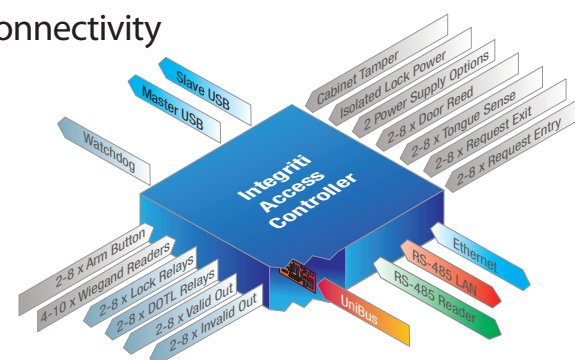 onnectivity
Slave USB
Master USB
Watchdog
Cabinet Tamper
Isolated Lock Power
2 Power Supply Options
2-8 x Door Reed
2-8 x Tongue Sense
2-8 x Request Exit
2-8 x Request Entry
Integriti
Access
Controller
2-8 x Arm Button
4-10 x Wiegand Readers
2-8 x Lock Relays
2-8 x DOTL Relays
2-8 x Valid Out
2-8 x Invalid Out
Ethernet
RS-485 LAN
RS-485 Reader
UniBus